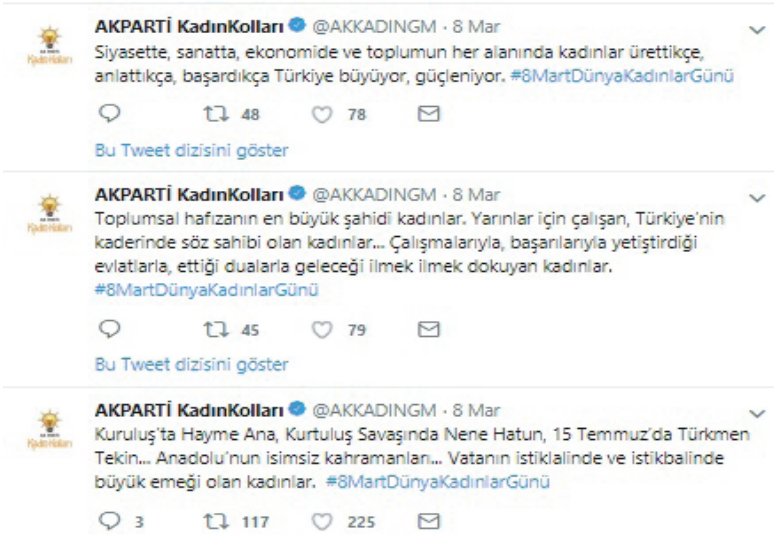 AKPARTİ KadınKolları @AKKADINGM · 8 Mar
Siyasette, sanatta, ekonomide ve toplumun her alanında kadınlar ürettikçe,
anlattıkça, başardıkça Türkiye büyüyor, güçleniyor. #8MartDünyaKadınlarGünü
48 78
Bu Tweet dizisini göster
AKPARTİ KadınKolları @AKKADINGM · 8 Mar
Toplumsal hafızanın en büyük şahidi kadınlar. Yarınlar için çalışan, Türkiye'nin
kaderinde söz sahibi olan kadınlar... Çalışmalarıyla, başarılarıyla yetiştirdiği
evlatlarla, ettiği dualarla geleceği ilmek ilmek dokuyan kadınlar.
#8MartDünyaKadınlarGünü
45 79
Bu Tweet dizisini göster
AKPARTİ KadınKolları @AKKADINGM · 8 Mar
Kuruluş'ta Hayme Ana, Kurtuluş Savaşında Nene Hatun, 15 Temmuz'da Türkmen
Tekin... Anadolu'nun isimsiz kahramanları... Vatanın istiklalinde ve istikbalinde
büyük emeği olan kadınlar. #8MartDünyaKadınlarGünü
3 117 225